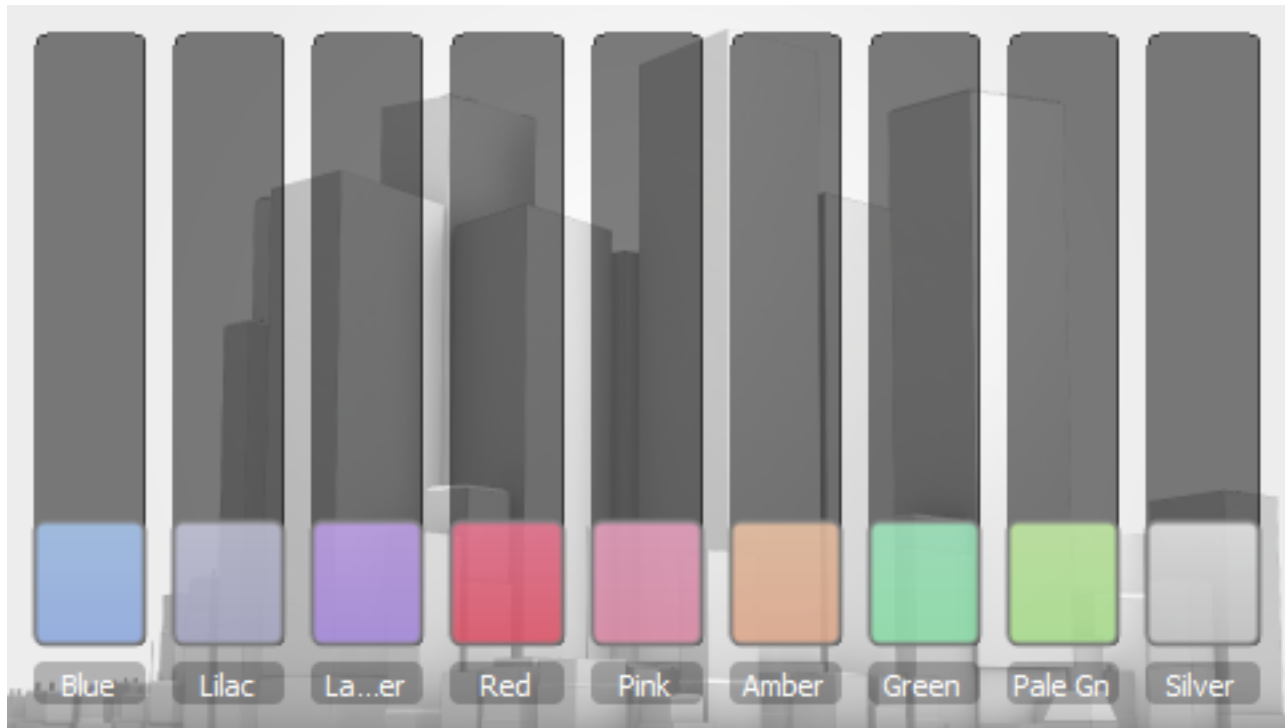 Blue
Lilac
La...er
Red
Pink
Amber
Green
Pale Gn
Silver